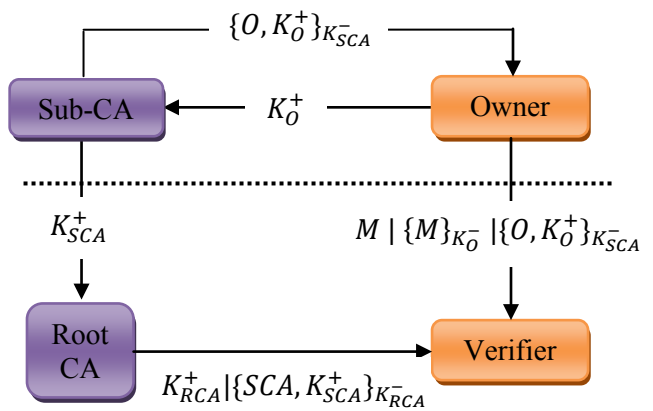 {O, K_O^+}_{K_{SCA}^-}
Sub-CA
K_O^+
Owner
K_{SCA}^+
M | {M}_{K_O^-} |{O, K_O^+}_{K_{SCA}^-}
Root
CA
Verifier
K_{RCA}^+|{SCA, K_{SCA}^+}_{K_{RCA}^-}